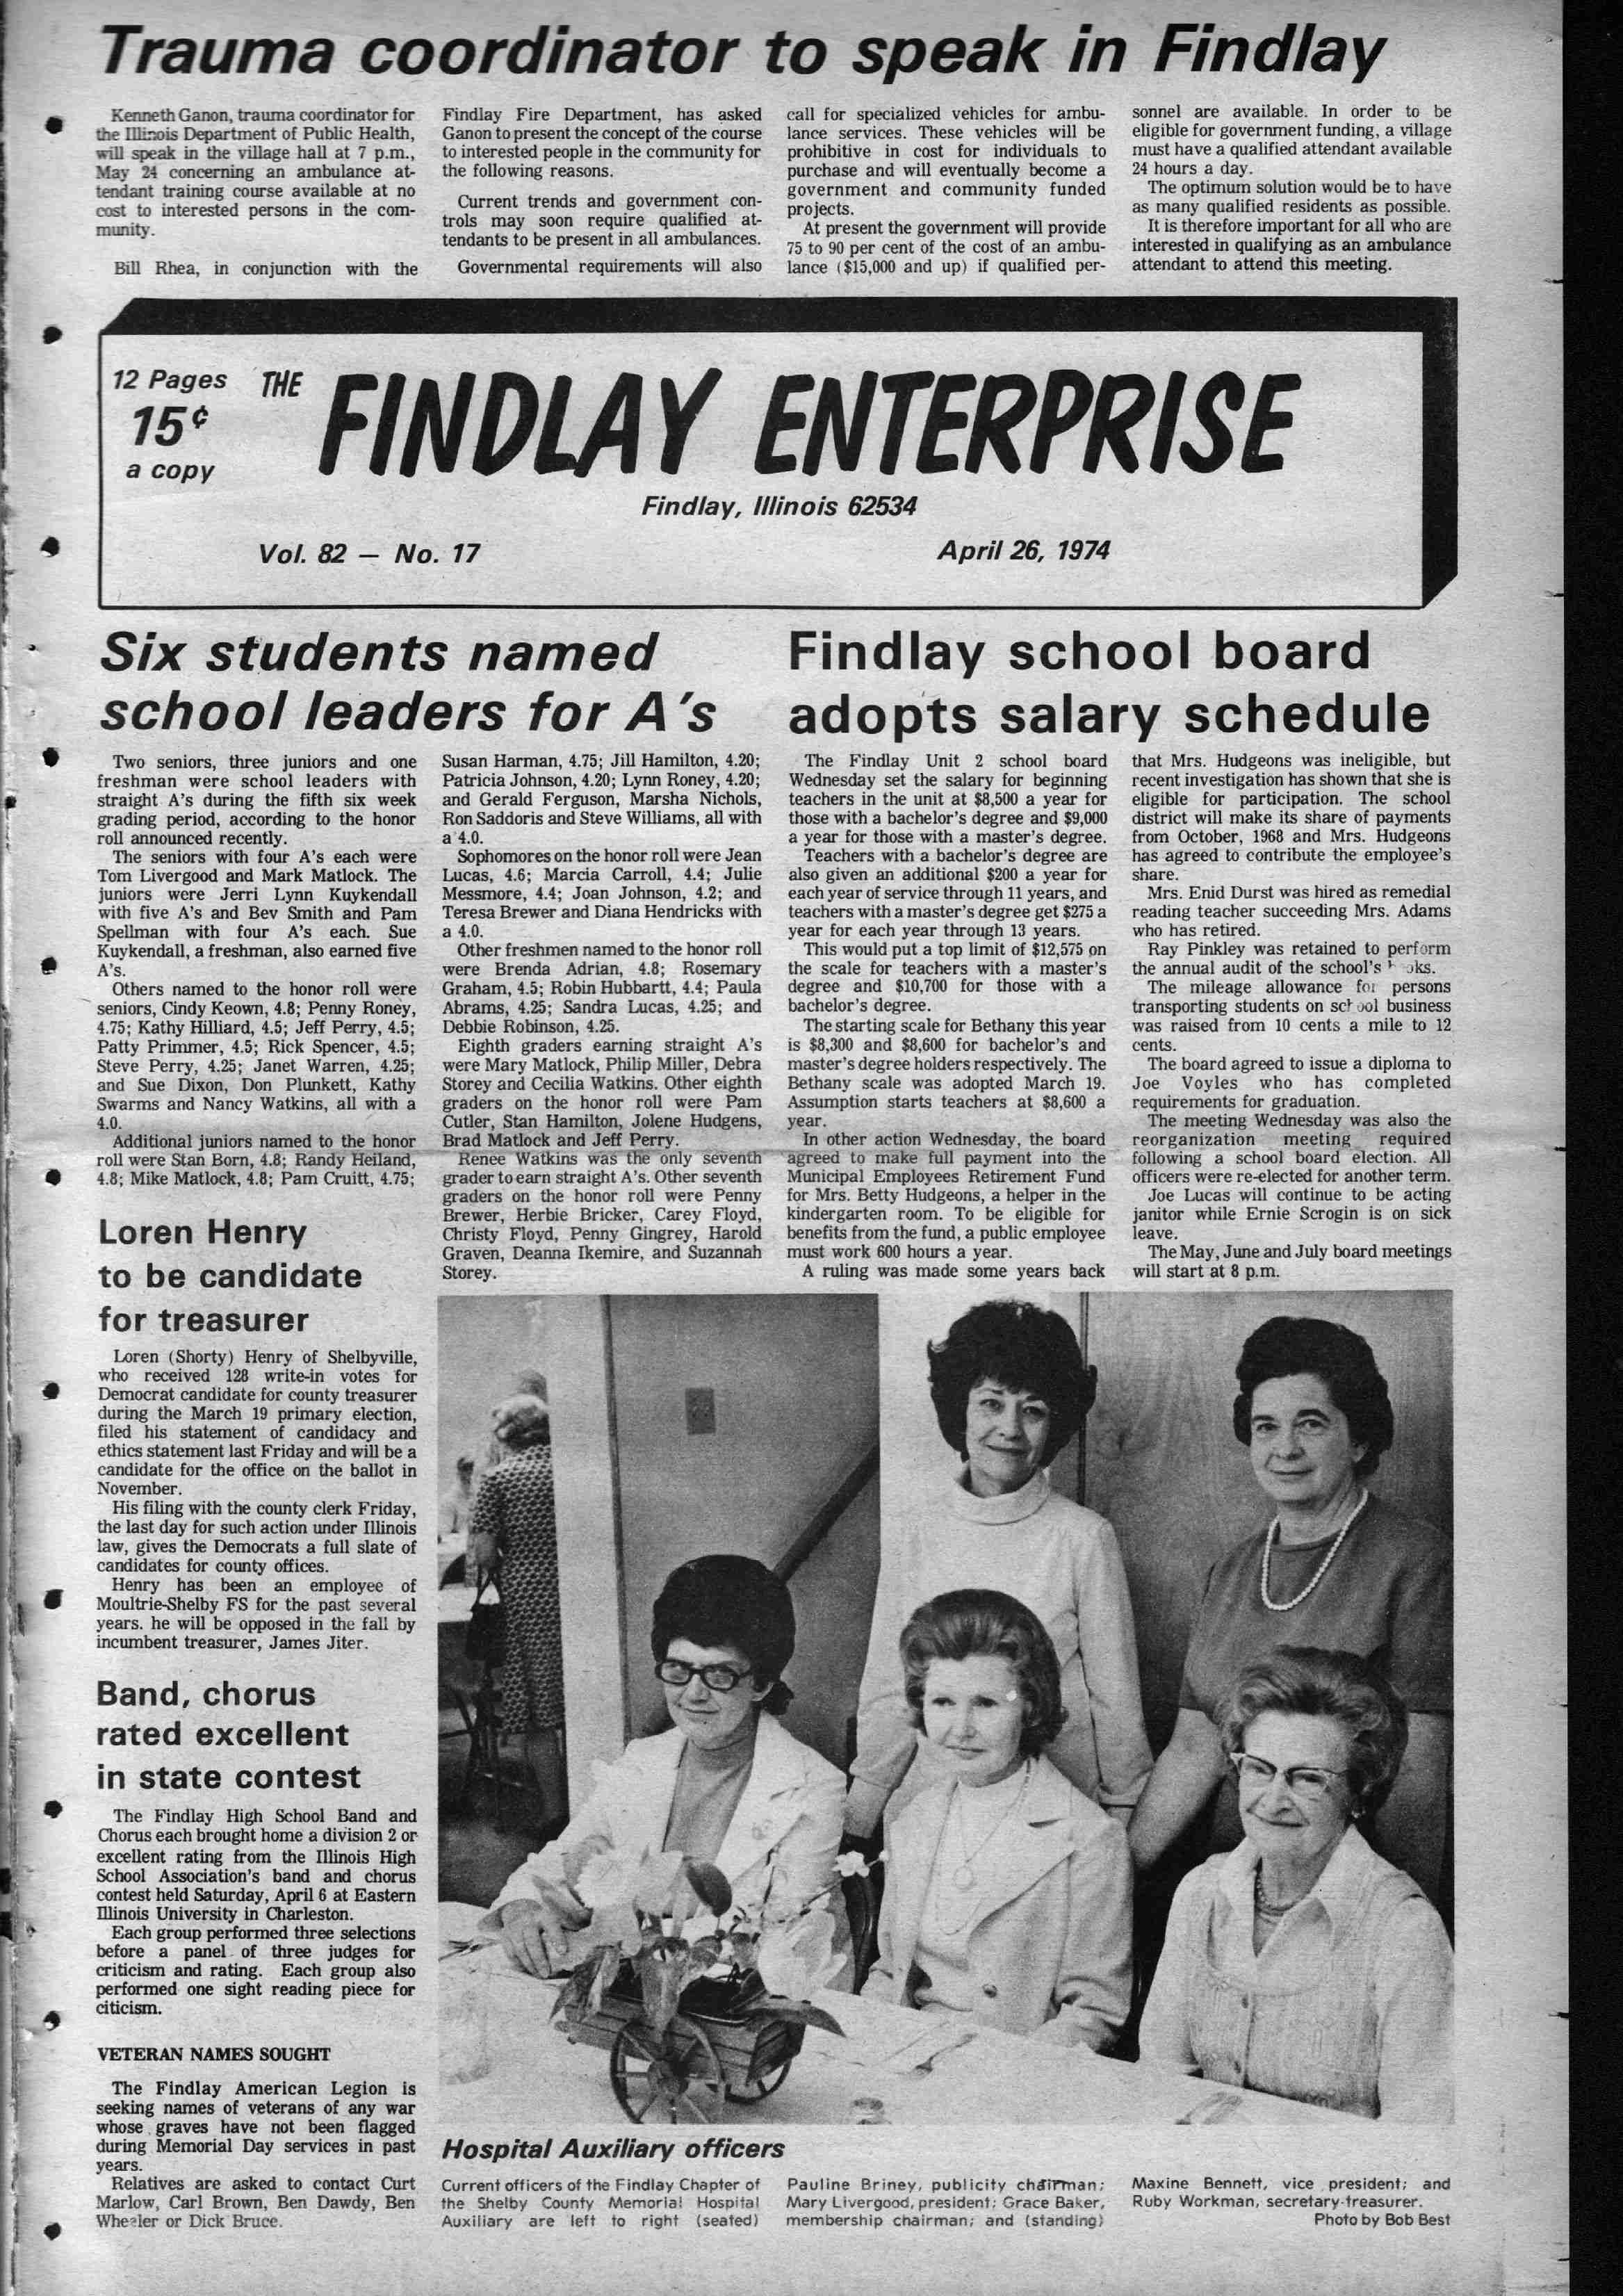 Trauma coordinator to speak in Findlay
Kenneth Ganon, trauma coordinator for
the Illinois Department of Public Health,
will speak in the village hall at 7 p.m.,
May 24 concerning an ambulance at-
tendant training course available at no
cost to interested persons in the com-
munity.
Bill Rhea, in conjunction with the
Findlay Fire Department, has asked
Ganon to present the concept of the course
to interested people in the community for
the following reasons.
Current trends and government con-
trols may soon require qualified at-
tendants to be present in all ambulances.
Governmental requirements will also
call for specialized vehicles for ambu-
lance services. These vehicles will be
prohibitive in cost for individuals to
purchase and will eventually become a
government and community funded
projects.
At present the government will provide
75 to 90 per cent of the cost of an ambu-
lance ($15,000 and up) if qualified per-
sonnel are available. In order to be
eligible for government funding, a village
must have a qualified attendant available
24 hours a day.
The optimum solution would be to have
as many qualified residents as possible.
It is therefore important for all who are
interested in qualifying as an ambulance
attendant to attend this meeting.
12 Pages
15¢
a copy
THE FINDLAY ENTERPRISE
Findlay, Illinois 62534
Vol. 82 — No. 17
April 26, 1974
Six students named
school leaders for A's
Two seniors, three juniors and one
freshman were school leaders with
straight A's during the fifth six week
grading period, according to the honor
roll announced recently.
The seniors with four A's each were
Tom Livergood and Mark Matlock. The
juniors were Jerri Lynn Kuykendall
with five A's and Bev Smith and Pam
Spellman with four A's each. Sue
Kuykendall, a freshman, also earned five
A's.
Others named to the honor roll were
seniors, Cindy Keown, 4.8; Penny Roney,
4.75; Kathy Hilliard, 4.5; Jeff Perry, 4.5;
Patty Primmer, 4.5; Rick Spencer, 4.5;
Steve Perry, 4.25; Janet Warren, 4.25;
and Sue Dixon, Don Plunkett, Kathy
Swarms and Nancy Watkins, all with a
4.0.
Additional juniors named to the honor
roll were Stan Born, 4.8; Randy Heiland,
4.8; Mike Matlock, 4.8; Pam Cruitt, 4.75;
Susan Harman, 4.75; Jill Hamilton, 4.20;
Patricia Johnson, 4.20; Lynn Roney, 4.20;
and Gerald Ferguson, Marsha Nichols,
Ron Saddoris and Steve Williams, all with
a 4.0.
Sophomores on the honor roll were Jean
Lucas, 4.6; Marcia Carroll, 4.4; Julie
Messmore, 4.4; Joan Johnson, 4.2; and
Teresa Brewer and Diana Hendricks with
a 4.0.
Other freshmen named to the honor roll
were Brenda Adrian, 4.8; Rosemary
Graham, 4.5; Robin Hubbartt, 4.4; Paula
Abrams, 4.25; Sandra Lucas, 4.25; and
Debbie Robinson, 4.25.
Eighth graders earning straight A's
were Mary Matlock, Philip Miller, Debra
Storey and Cecilia Watkins. Other eighth
graders on the honor roll were Pam
Cutler, Stan Hamilton, Jolene Hudgens,
Brad Matlock and Jeff Perry.
Renee Watkins was the only seventh
grader to earn straight A's. Other seventh
graders on the honor roll were Penny
Brewer, Herbie Bricker, Carey Floyd,
Christy Floyd, Penny Gingrey, Harold
Graven, Deanna Ikemire, and Suzannah
Storey.
Findlay school board
adopts salary schedule
The Findlay Unit 2 school board
Wednesday set the salary for beginning
teachers in the unit at $8,500 a year for
those with a bachelor's degree and $9,000
a year for those with a master's degree.
Teachers with a bachelor's degree are
also given an additional $200 a year for
each year of service through 11 years, and
teachers with a master's degree get $275 a
year for each year through 13 years.
This would put a top limit of $12,575 on
the scale for teachers with a master's
degree and $10,700 for those with a
bachelor's degree.
The starting scale for Bethany this year
is $8,300 and $8,600 for bachelor's and
master's degree holders respectively. The
Bethany scale was adopted March 19.
Assumption starts teachers at $8,600 a
year.
In other action Wednesday, the board
agreed to make full payment into the
Municipal Employees Retirement Fund
for Mrs. Betty Hudgeons, a helper in the
kindergarten room. To be eligible for
benefits from the fund, a public employee
must work 600 hours a year.
A ruling was made some years back
that Mrs. Hudgeons was ineligible, but
recent investigation has shown that she is
eligible for participation. The school
district will make its share of payments
from October, 1968 and Mrs. Hudgeons
has agreed to contribute the employee's
share.
Mrs. Enid Durst was hired as remedial
reading teacher succeeding Mrs. Adams
who has retired.
Ray Pinkley was retained to perform
the annual audit of the school's
The mileage allowance for persons
transporting students on school business
was raised from 10 cents a mile to 12
cents.
The board agreed to issue a diploma to
Joe Voyles who has completed
requirements for graduation.
The meeting Wednesday was also the
reorganization meeting required
following a school board election. All
officers were re-elected for another term.
Joe Lucas will continue to be acting
janitor while Ernie Scrogin is on sick
leave.
The May, June and July board meetings
will start at 8 p.m.
Loren Henry
to be candidate
for treasurer
Loren (Shorty) Henry of Shelbyville,
who received 128 write-in votes for
Democrat candidate for county treasurer
during the March 19 primary election,
filed his statement of candidacy and
ethics statement last Friday and will be a
candidate for the office on the ballot in
November.
His filing with the county clerk Friday,
the last day for such action under Illinois
law, gives the Democrats a full slate of
candidates for county offices.
Henry has been an employee of
Moultrie-Shelby FS for the past several
years. he will be opposed in the fall by
incumbent treasurer, James Jiter.
Band, chorus
rated excellent
in state contest
The Findlay High School Band and
Chorus each brought home a division 2 or
excellent rating from the Illinois High
School Association's band and chorus
contest held Saturday, April 6 at Eastern
Illinois University in Charleston.
Each group performed three selections
before a panel of three judges for
criticism and rating. Each group also
performed one sight reading piece for
citicism.
VETERAN NAMES SOUGHT
The Findlay American Legion is
seeking names of veterans of any war
whose graves have not been flagged
during Memorial Day services in past
years.
Relatives are asked to contact Curt
Marlow, Carl Brown, Ben Dawdy, Ben
Wheeler or Dick Bruce.
Hospital Auxiliary officers
Current officers of the Findlay Chapter of
the Shelby County Memorial Hospital
Auxiliary are left to right (seated)
Pauline Briney, publicity chairman;
Mary Livergood, president; Grace Baker,
membership chairman; and (standing)
Maxine Bennett, vice president; and
Ruby Workman, secretary-treasurer.
Photo by Bob Best